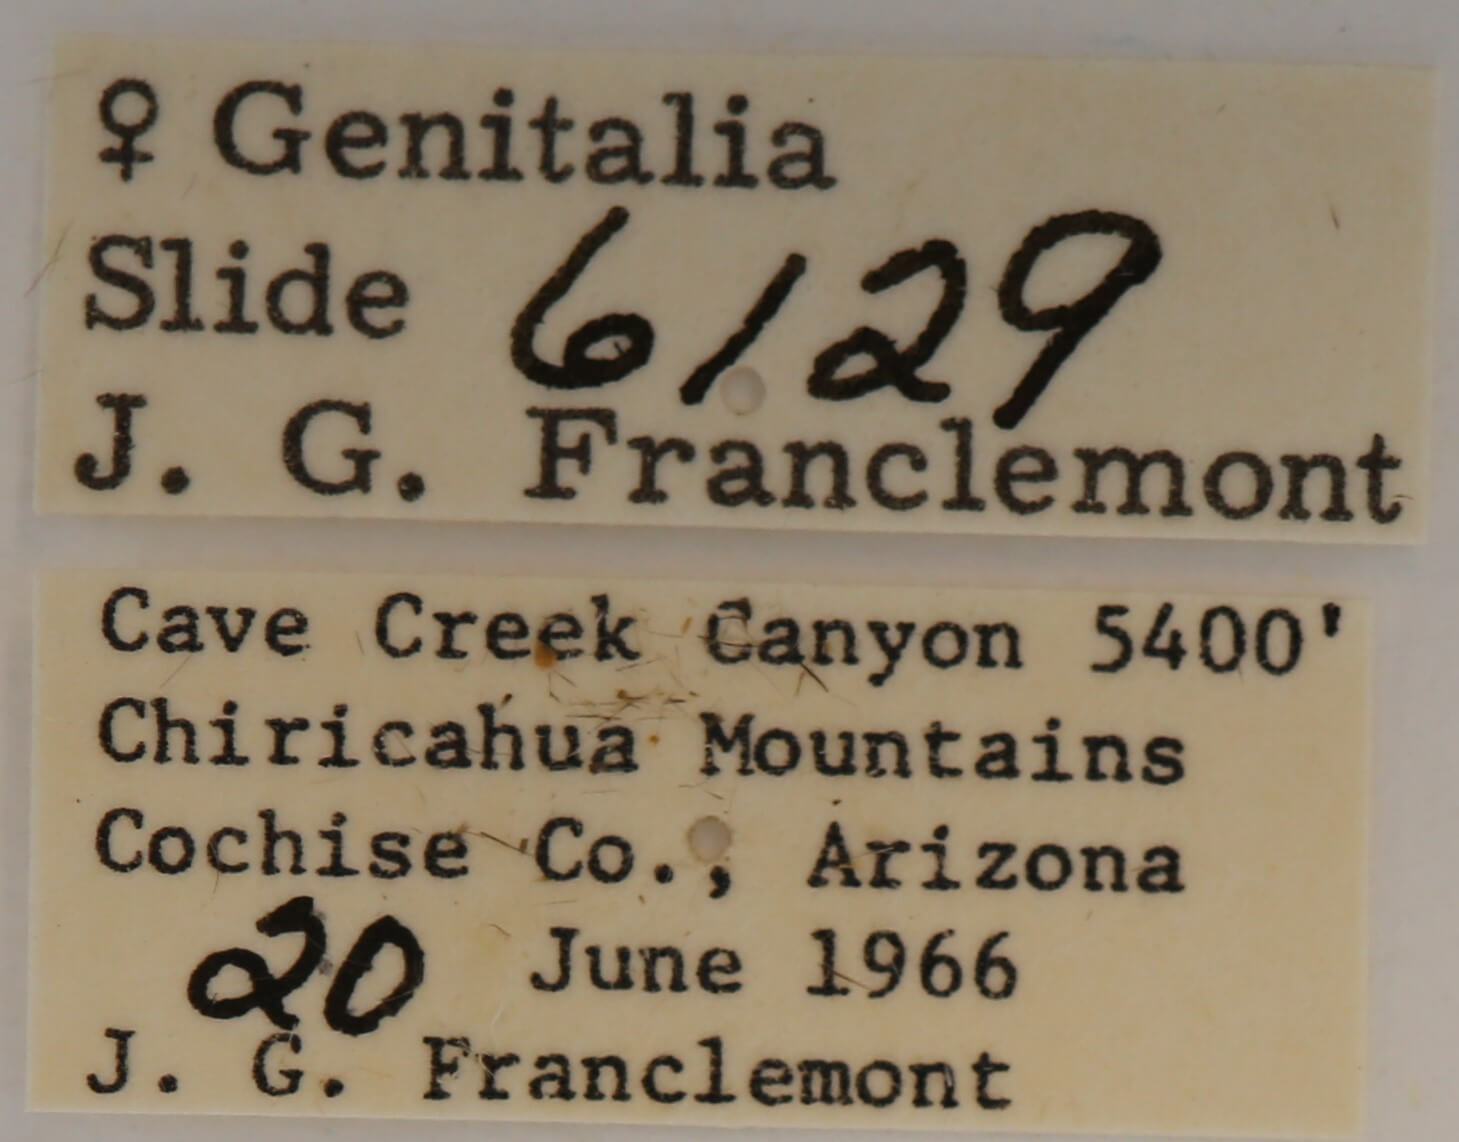 ♀ Genitalia
Slide 6129
J. G. Franclemont
Cave Creek Canyon 5400'
Chiricahua Mountains
Cochise Co., Arizona
20 June 1966
J. G. Franclemont